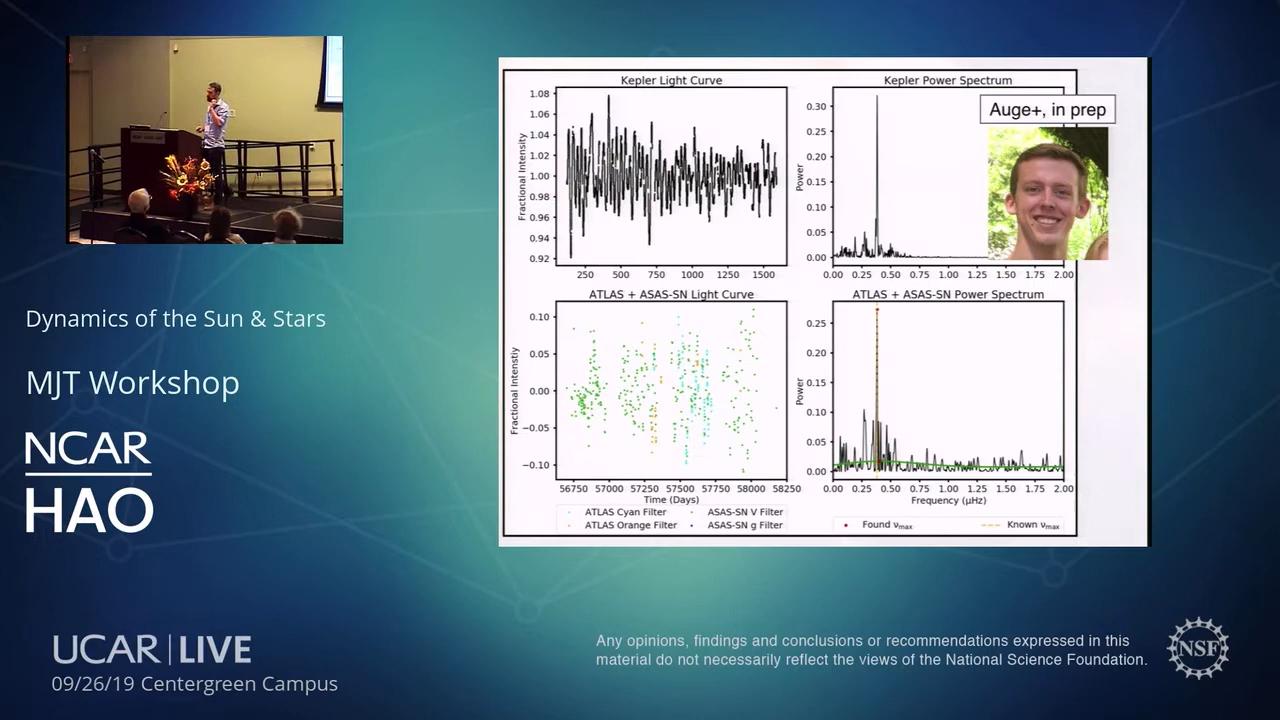 Dynamics of the Sun & Stars
MJT Workshop
NCAR
HAO
UCAR | LIVE
09/26/19 Centergreen Campus
Kepler Light Curve
Fractional Intensity
1.08
1.06
1.04
1.02
1.00
0.98
0.96
0.94
0.92
250 500 750 1000 1250 1500
Kepler Power Spectrum
Auge+, in prep
Power
0.30
0.25
0.20
0.15
0.10
0.05
0.00
0.00 0.25 0.50 0.75 1.00 1.25 1.50 1.75 2.00
ATLAS + ASAS-SN Light Curve
Fractional Intenstiy
0.10
0.05
0.00
−0.05
−0.10
56750 57000 57250 57500 57750 58000 58250
Time (Days)
ATLAS Cyan Filter ASAS-SN V Filter
ATLAS Orange Filter ASAS-SN g Filter
ATLAS + ASAS-SN Power Spectrum
Power
0.25
0.20
0.15
0.10
0.05
0.00
0.00 0.25 0.50 0.75 1.00 1.25 1.50 1.75 2.00
Frequency (μHz)
Found νmax Known νmax
Any opinions, findings and conclusions or recommendations expressed in this
material do not necessarily reflect the views of the National Science Foundation.
NSF